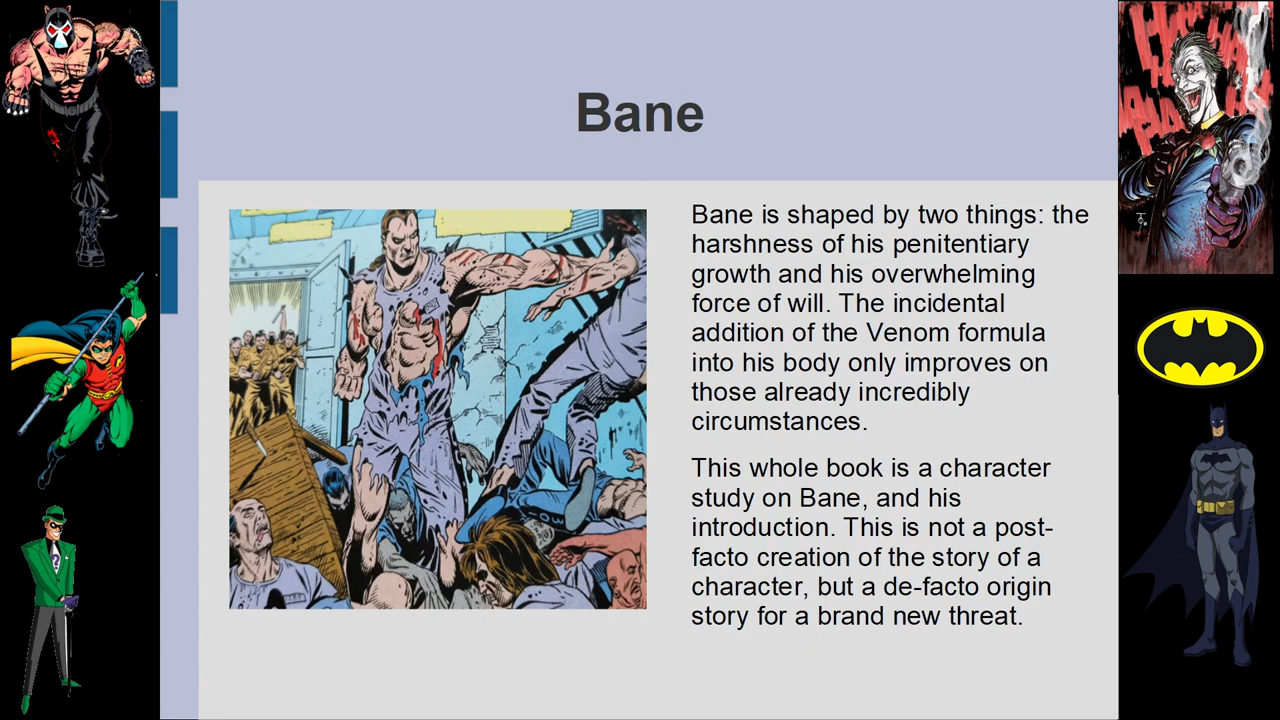 Bane
Bane is shaped by two things: the
harshness of his penitentiary
growth and his overwhelming
force of will. The incidental
addition of the Venom formula
into his body only improves on
those already incredibly
circumstances.
This whole book is a character
study on Bane, and his
introduction. This is not a post-
facto creation of the story of a
character, but a de-facto origin
story for a brand new threat.